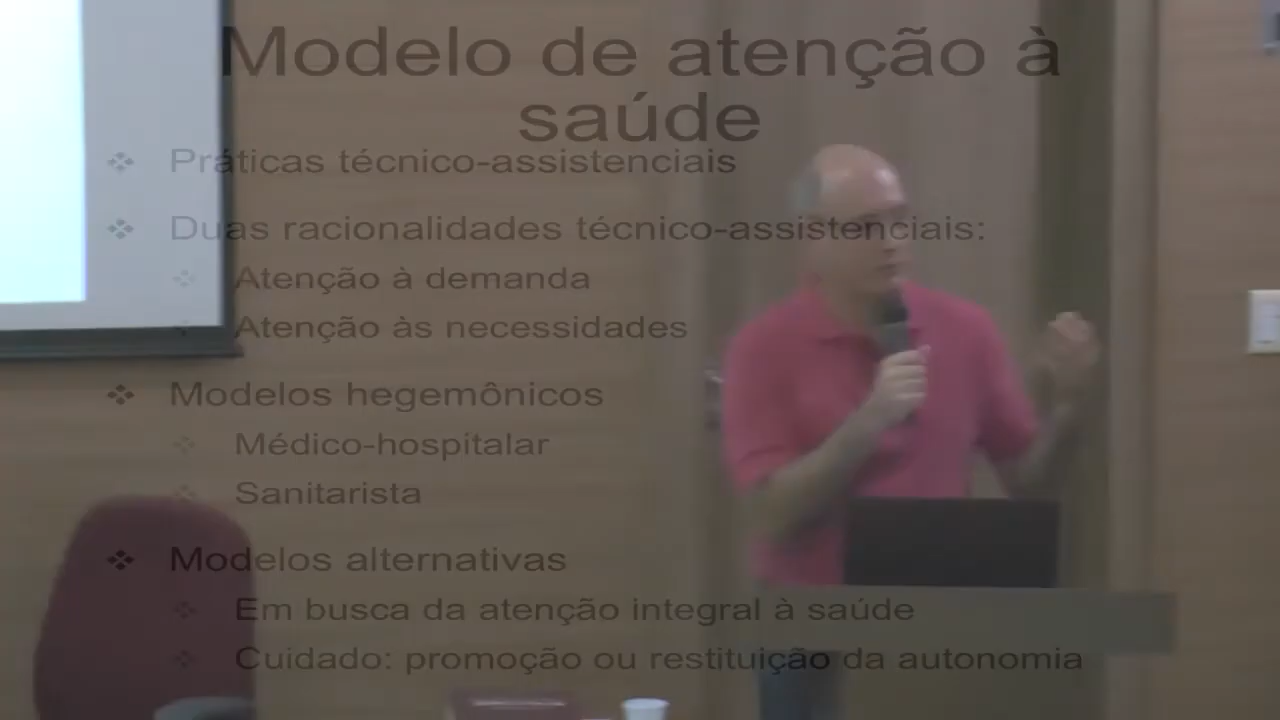 Modelo de atenção à
saúde
Práticas técnico-assistenciais
Duas racionalidades técnico-assistenciais:
Atenção à demanda
Atenção às necessidades
Modelos hegemônicos
Médico-hospitalar
Sanitarista
Modelos alternativas
Em busca da atenção integral à saúde
Cuidado: promoção ou restituição da autonomia